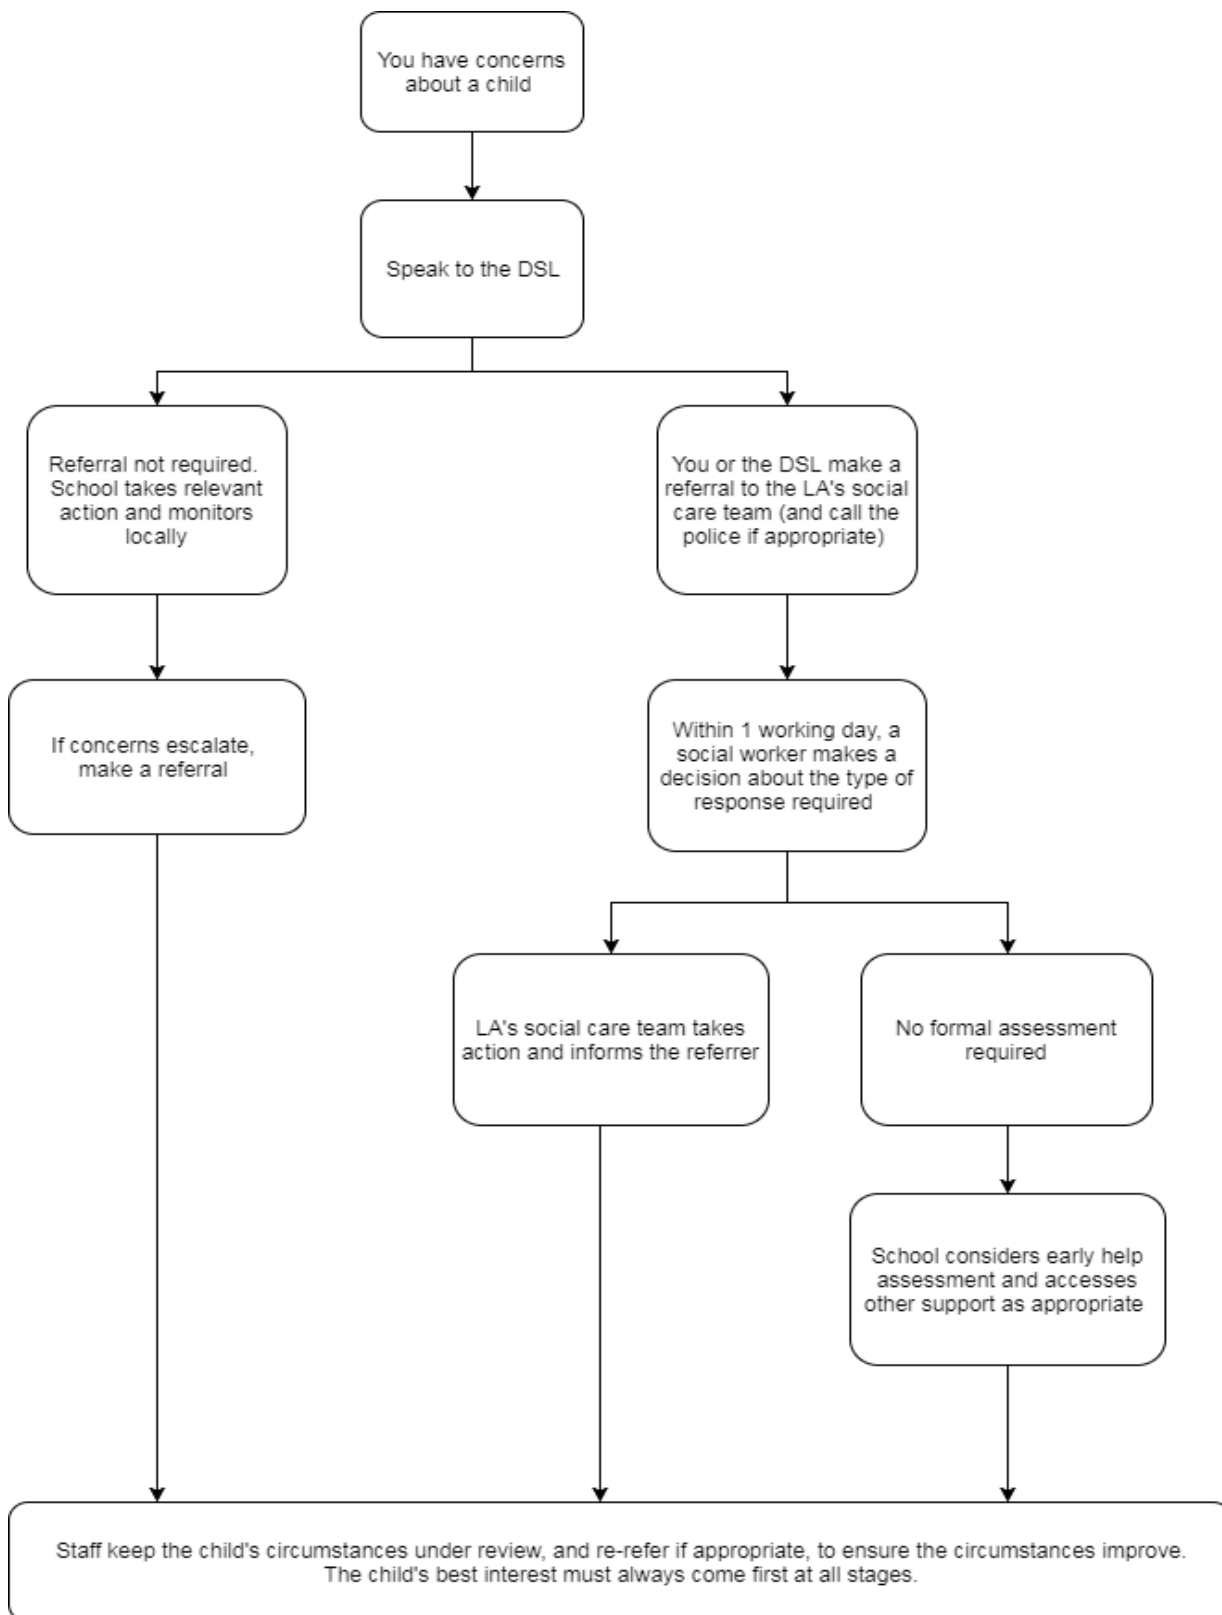 You have concerns
about a child
Speak to the DSL
Referral not required.
School takes relevant
action and monitors
locally
You or the DSL make a
referral to the LA's social
care team (and call the
police if appropriate)
If concerns escalate,
make a referral
Within 1 working day, a
social worker makes a
decision about the type of
response required
LA's social care team takes
action and informs the referrer
No formal assessment
required
School considers early help
assessment and accesses
other support as appropriate
Staff keep the child's circumstances under review, and re-refer if appropriate, to ensure the circumstances improve.
The child's best interest must always come first at all stages.